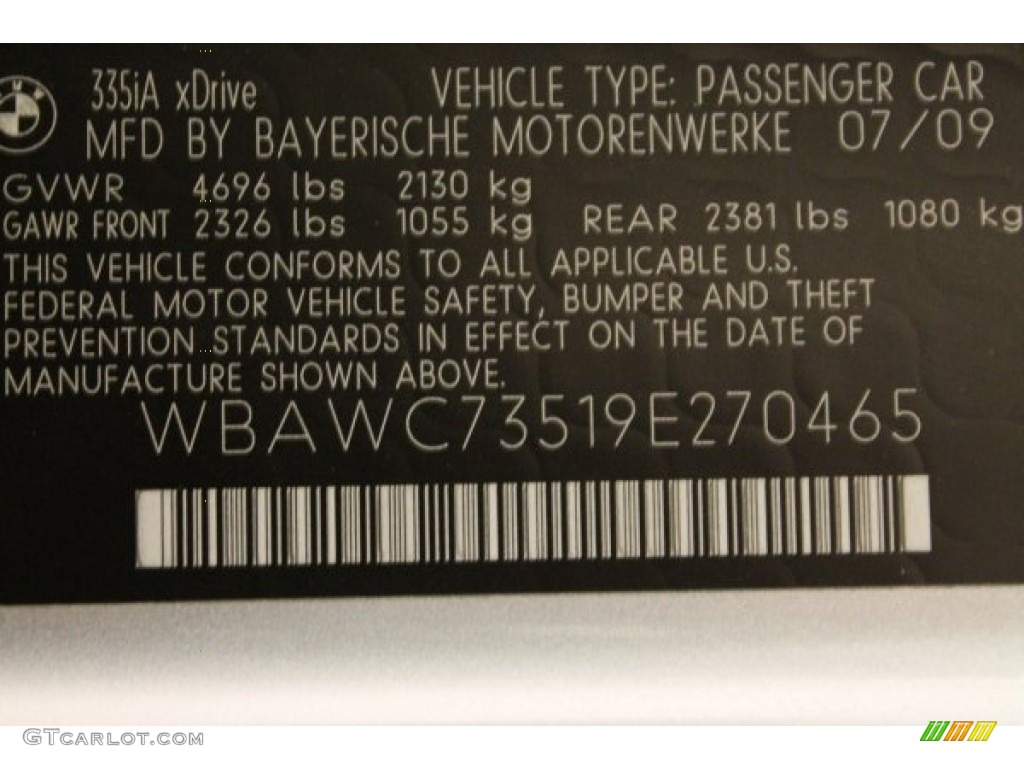 BMW 335iA xDrive VEHICLE TYPE: PASSENGER CAR
MFD BY BAYERISCHE MOTORENWERKE 07/09
GVWR 4696 lbs 2130 kg
GAWR FRONT 2326 lbs 1055 kg REAR 2381 lbs 1080 kg
THIS VEHICLE CONFORMS TO ALL APPLICABLE U.S.
FEDERAL MOTOR VEHICLE SAFETY, BUMPER AND THEFT
PREVENTION STANDARDS IN EFFECT ON THE DATE OF
MANUFACTURE SHOWN ABOVE.
WBAWC73519E270465
GTCARLOT.COM